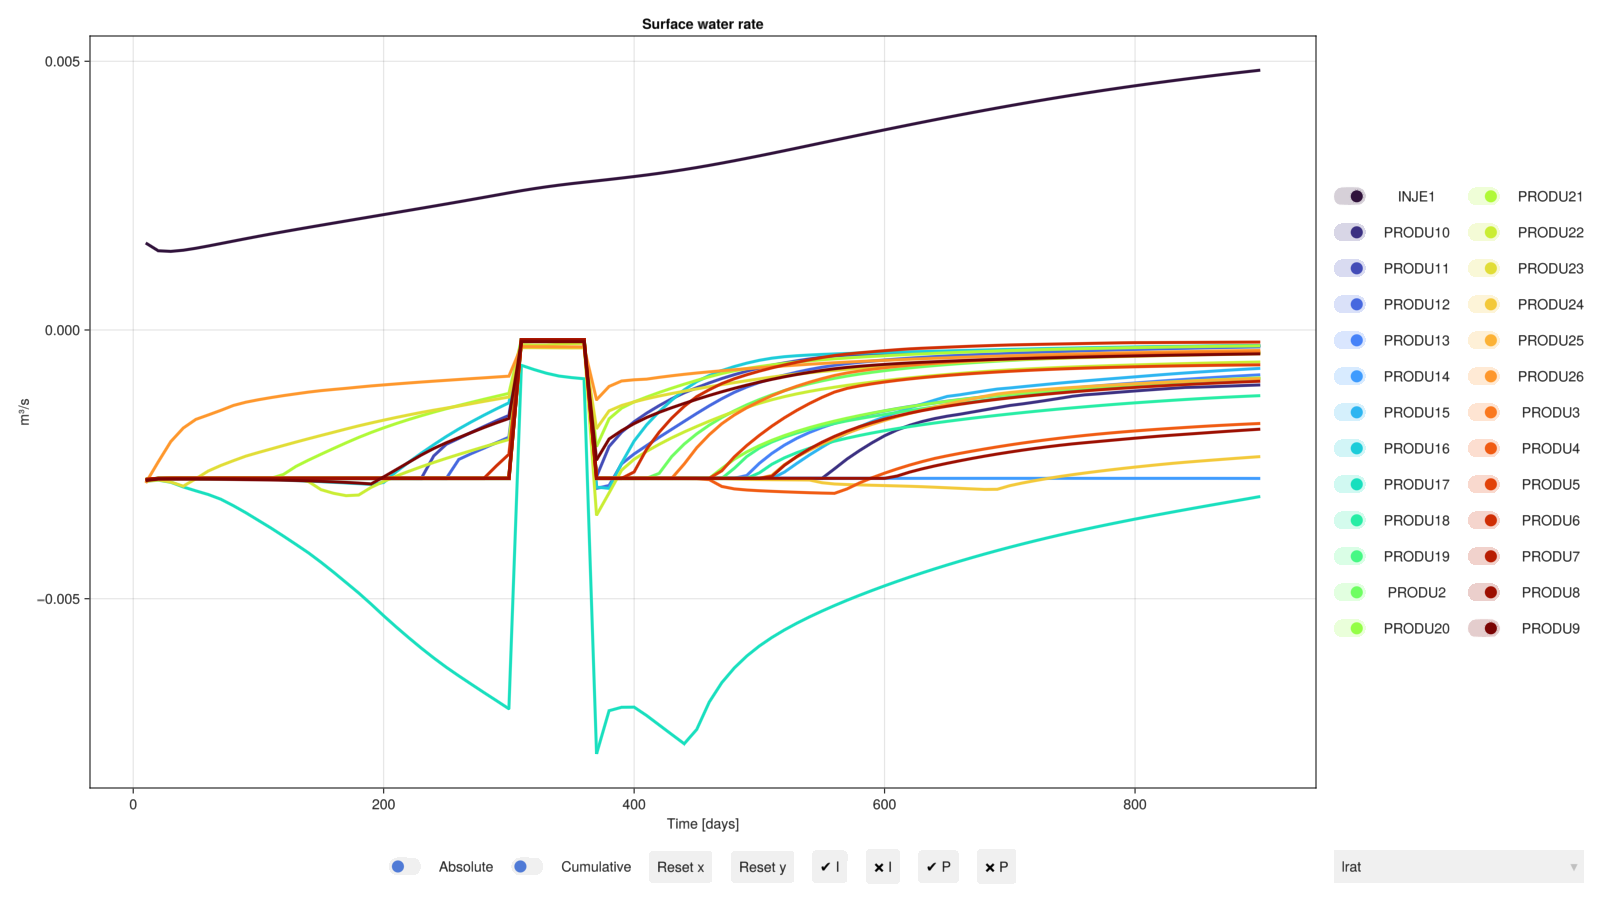 Surface water rate
0.005
0.000
−0.005
m³/s
0
200
400
600
800
Time [days]
INJE1
PRODU10
PRODU11
PRODU12
PRODU13
PRODU14
PRODU15
PRODU16
PRODU17
PRODU18
PRODU19
PRODU2
PRODU20
PRODU21
PRODU22
PRODU23
PRODU24
PRODU25
PRODU26
PRODU3
PRODU4
PRODU5
PRODU6
PRODU7
PRODU8
PRODU9
Absolute
Cumulative
Reset x
Reset y
✔ I
✖ I
✔ P
✖ P
lrat